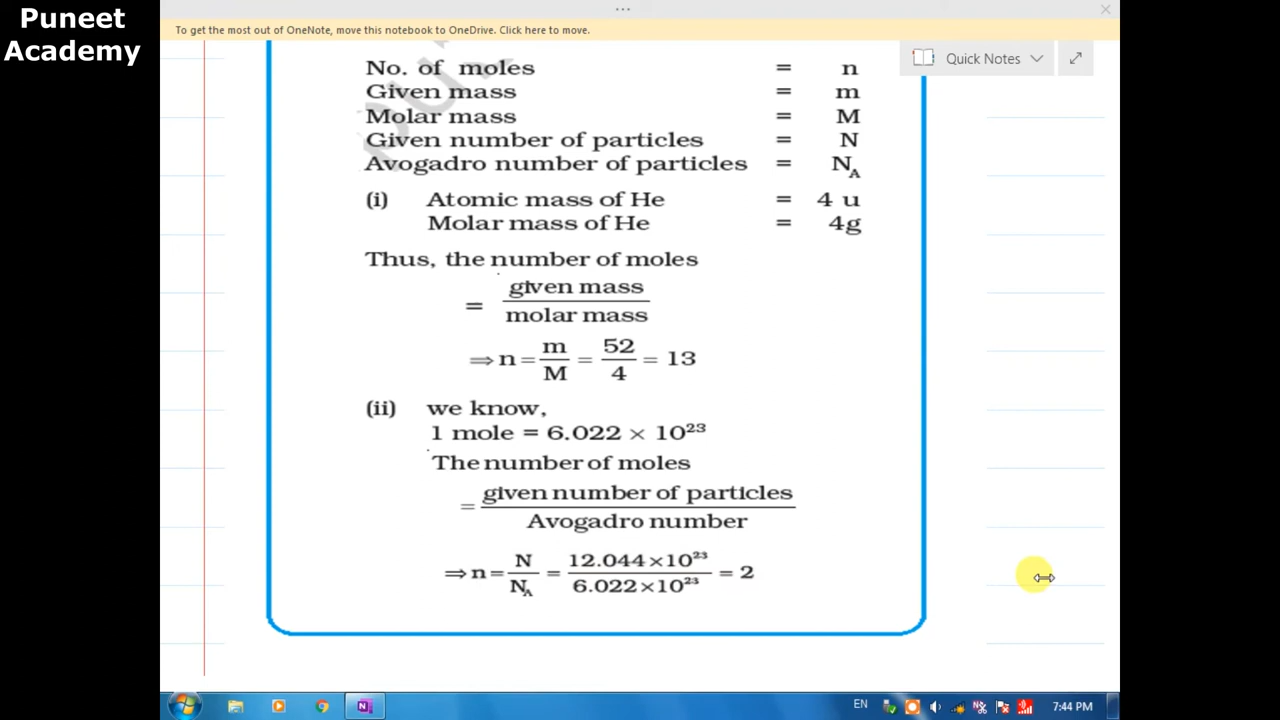 Puneet
Academy
To get the most out of OneNote, move this notebook to OneDrive. Click here to move.
Quick Notes
No. of moles = n
Given mass = m
Molar mass = M
Given number of particles = N
Avogadro number of particles = N_A
(i) Atomic mass of He = 4 u
Molar mass of He = 4g
Thus, the number of moles
= given mass / molar mass
⇒ n = m/M = 52/4 = 13
(ii) we know,
1 mole = 6.022 × 10²³
The number of moles
= given number of particles / Avogadro number
⇒ n = N/N_A = 12.044×10²³ / 6.022×10²³ = 2
EN 7:44 PM